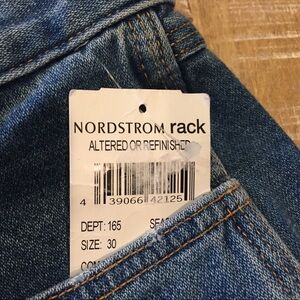 NORDSTROM rack
ALTERED OR REFINISHED
4 39066 42125
DEPT: 165
SIZE: 30